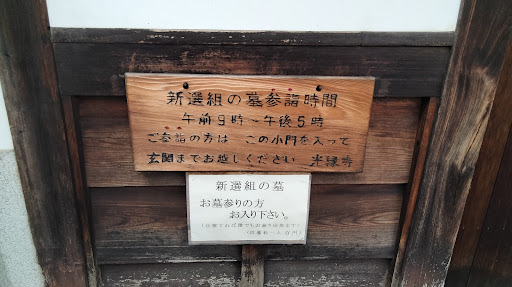 新選組の墓参詣時間
午前9時～午後5時
ご参詣の方は この小門を入って
玄関までお越しください 光縁寺
新選組の墓
お墓参りの方
お入り下さい。